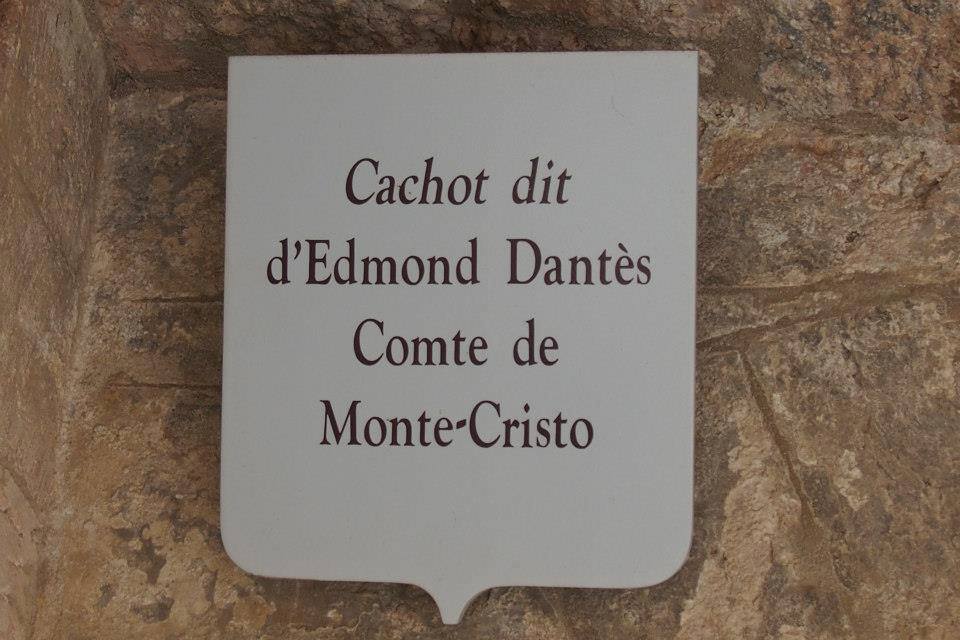 Cachot dit
d'Edmond Dantès
Comte de
Monte-Cristo